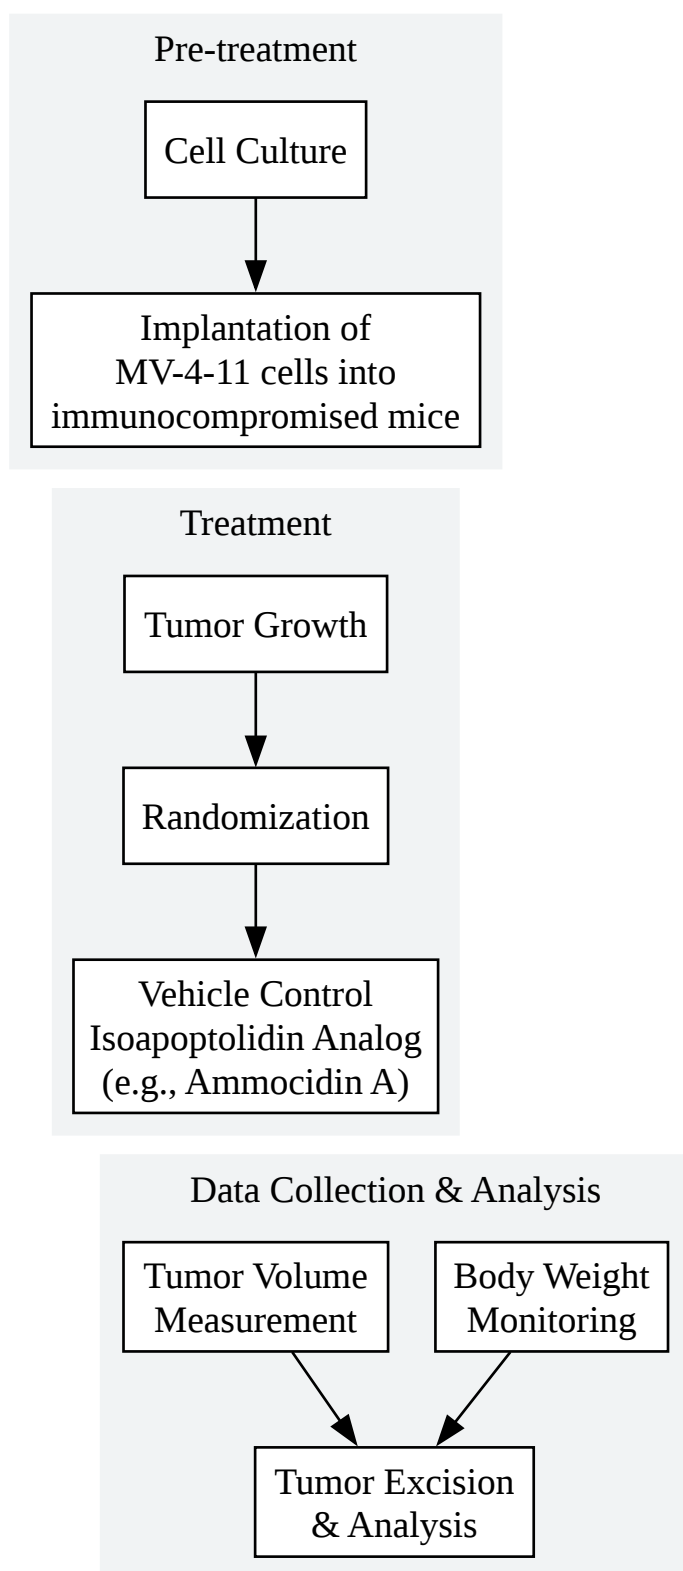 Pre-treatment
Cell Culture
Implantation of
MV-4-11 cells into
immunocompromised mice
Treatment
Tumor Growth
Randomization
Vehicle Control
Isoapoptolidin Analog
(e.g., Ammocidin A)
Data Collection & Analysis
Tumor Volume
Measurement
Body Weight
Monitoring
Tumor Excision
& Analysis